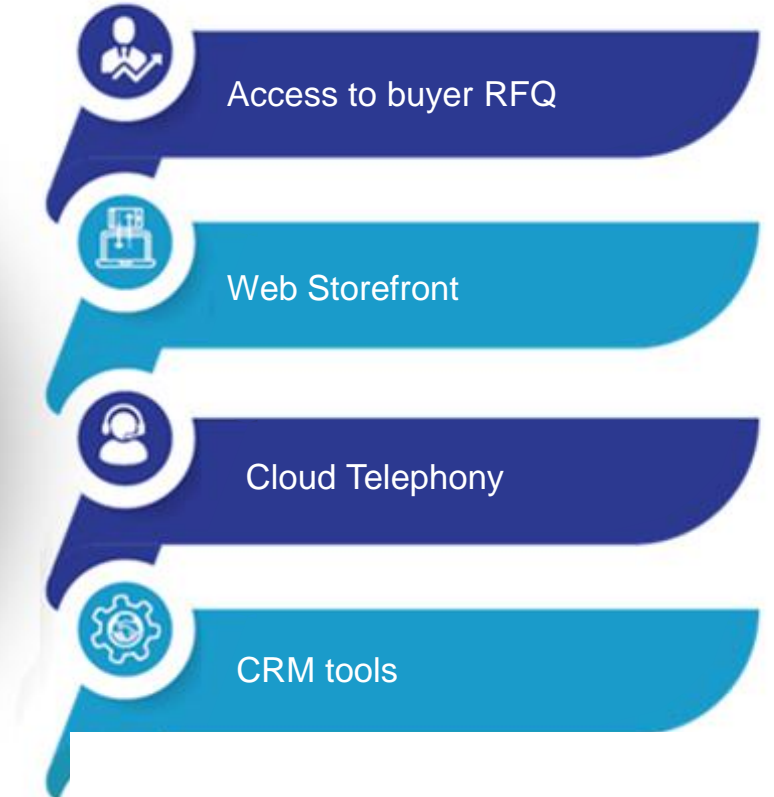 Access to buyer RFQ
Web Storefront
Cloud Telephony
CRM tools